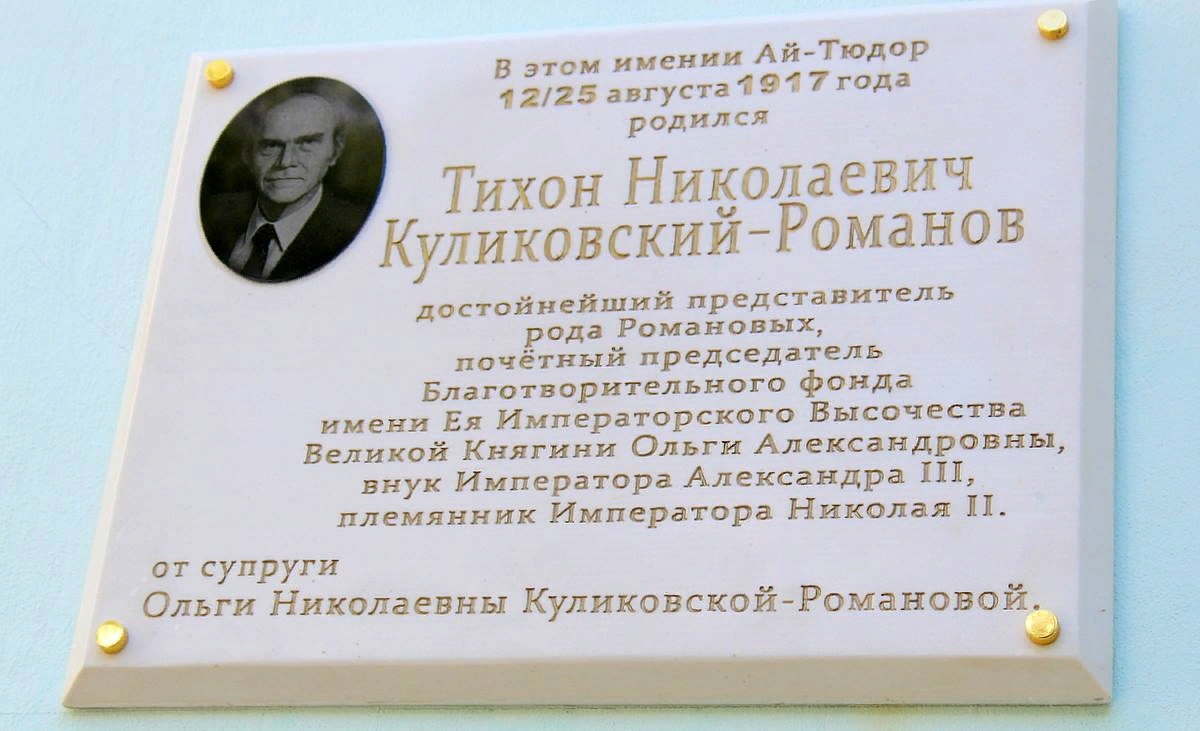 В этом имении Ай-Тюдор
12/25 августа 1917 года
родился
Тихон Николаевич
Куликовский-Романов
достойнейший представитель
рода Романовых,
почётный председатель
Благотворительного фонда
имени Ея Императорского Высочества
Великой Княгини Ольги Александровны,
внук Императора Александра III,
племянник Императора Николая II.
от супруги
Ольги Николаевны Куликовской-Романовой.